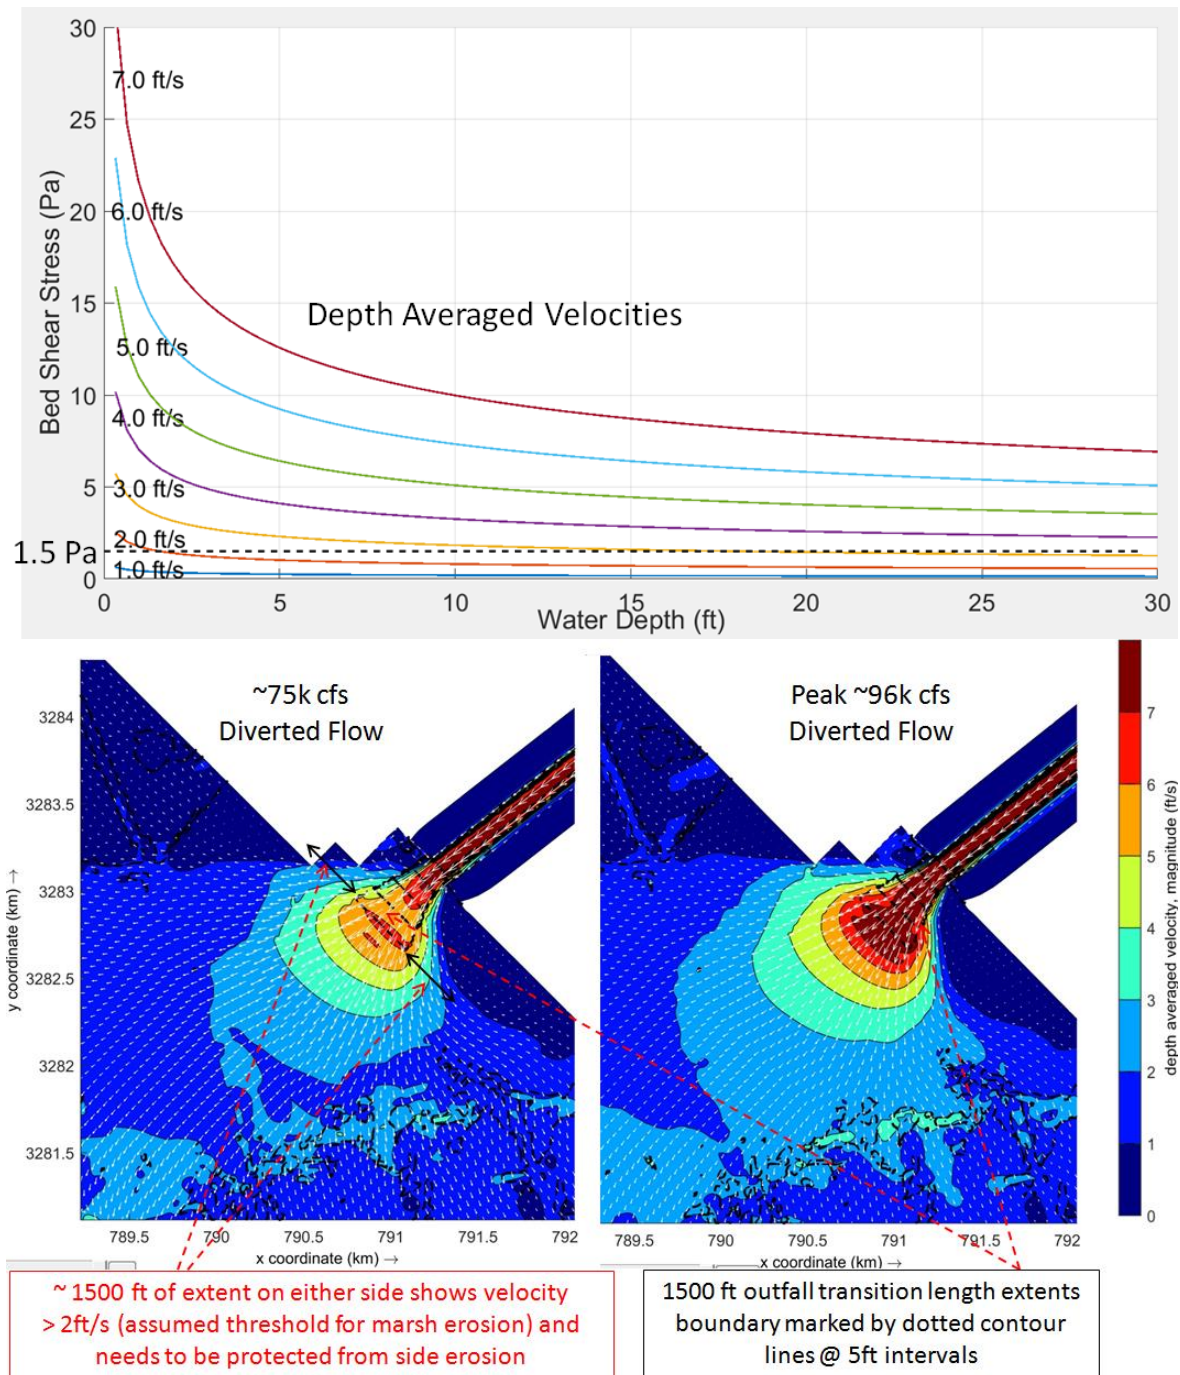 30
25
20
15
10
5
0
Bed Shear Stress (Pa)
7.0 ft/s
6.0 ft/s
5.0 ft/s
4.0 ft/s
3.0 ft/s
2.0 ft/s
1.0 ft/s
Depth Averaged Velocities
1.5 Pa
0 5 10 15 20 25 30
Water Depth (ft)
~75k cfs
Diverted Flow
Peak ~96k cfs
Diverted Flow
3284
3283.5
3283
3282.5
3282
3281.5
y coordinate (km) →
789.5 790 790.5 791 791.5 792
x coordinate (km) →
789.5 790 790.5 791 791.5 792
x coordinate (km) →
7
6
5
4
3
2
1
0
depth averaged velocity, magnitude (ft/s)
~ 1500 ft of extent on either side shows velocity
> 2ft/s (assumed threshold for marsh erosion) and
needs to be protected from side erosion
1500 ft outfall transition length extents
boundary marked by dotted contour
lines @ 5ft intervals